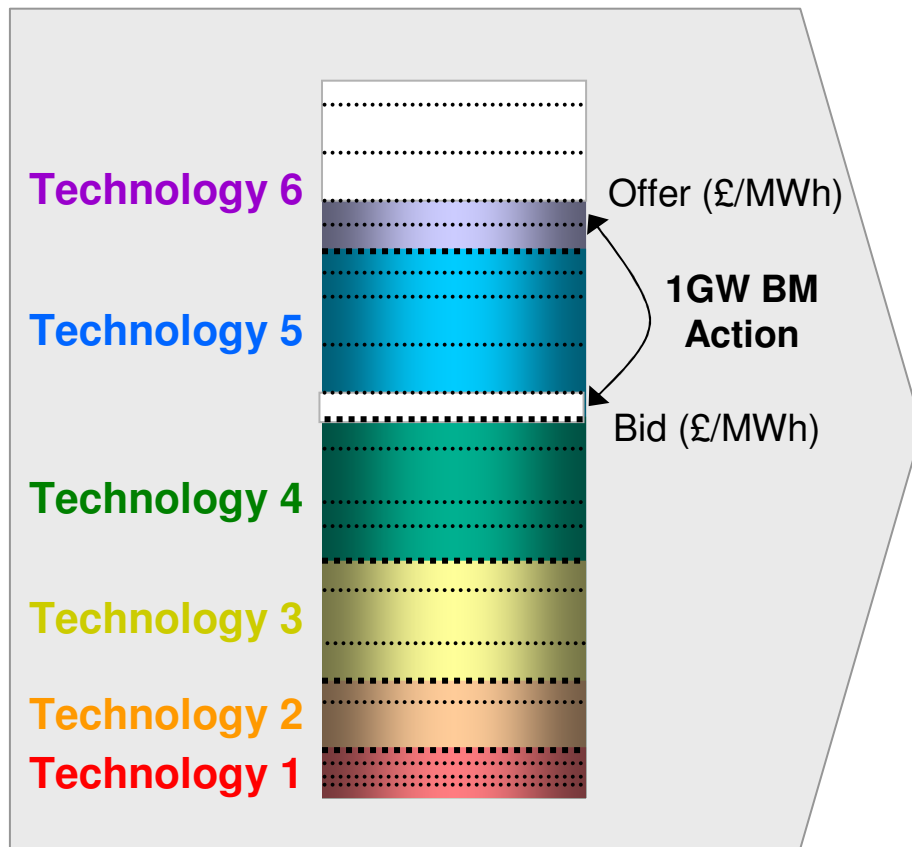 Technology 6
Offer (£/MWh)
1GW BM
Action
Technology 5
Bid (£/MWh)
Technology 4
Technology 3
Technology 2
Technology 1